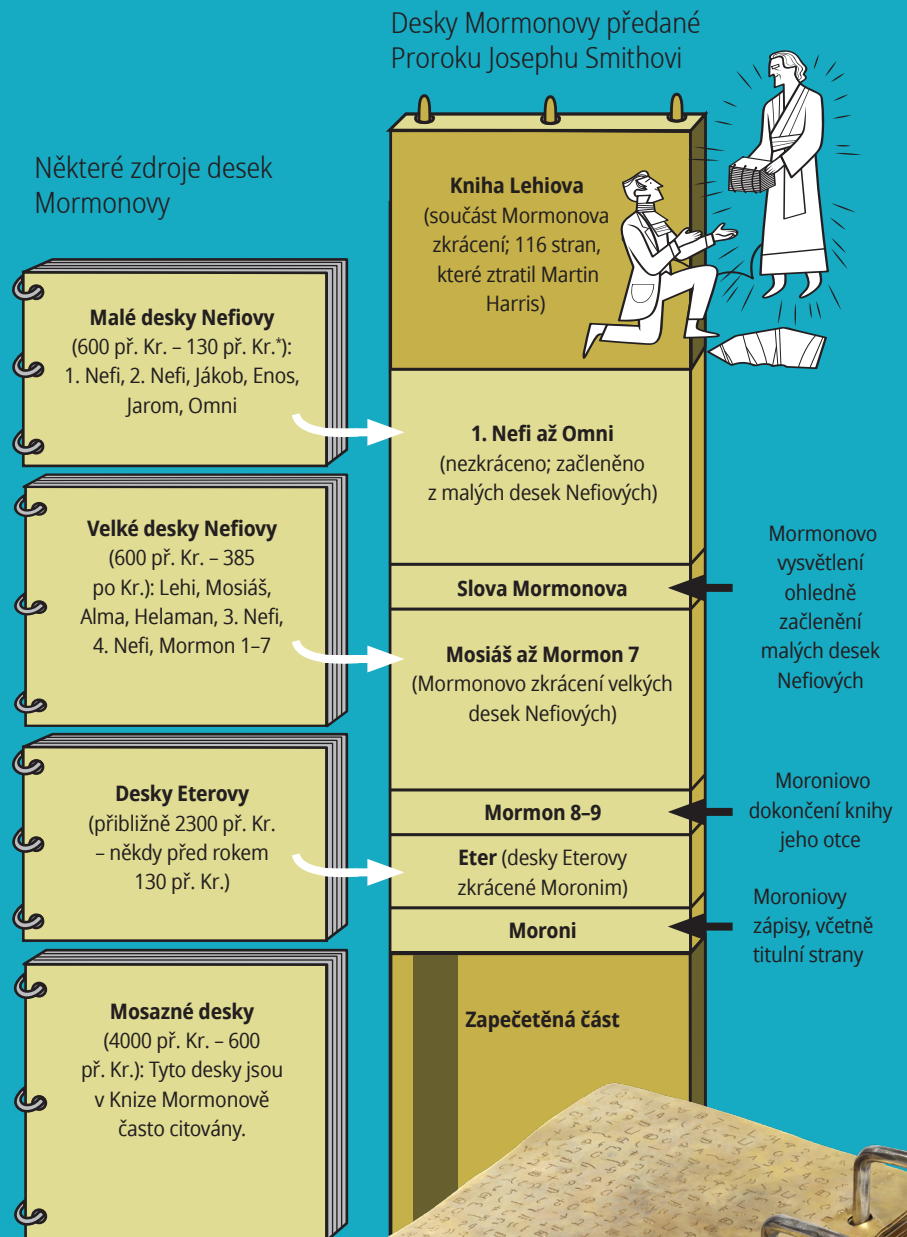 Desky Mormonovy předané
Proroku Josephu Smithovi
Některé zdroje desek
Mormonovy
Malé desky Nefiovy
(600 př. Kr. – 130 př. Kr.*):
1. Nefi, 2. Nefi, Jákob, Enos,
Jarom, Omni
Velké desky Nefiovy
(600 př. Kr. – 385
po Kr.): Lehi, Mosiáš,
Alma, Helaman, 3. Nefi,
4. Nefi, Mormon 1–7
Desky Eterovy
(přibližně 2300 př. Kr.
– někdy před rokem
130 př. Kr.)
Mosazné desky
(4000 př. Kr. – 600
př. Kr.): Tyto desky jsou
v Knize Mormonově
často citovány.
Kniha Lehiova
(součást Mormonova
zkrácení; 116 stran,
které ztratil Martin
Harris)
1. Nefi až Omni
(nezkráceno; začleněno
z malých desek Nefiových)
Slova Mormonova
Mosiáš až Mormon 7
(Mormonovo zkrácení velkých
desek Nefiových)
Mormon 8–9
Eter (desky Eterovy
zkrácené Moronim)
Moroni
Zapečetěná část
Mormonovo
vysvětlení
ohledně
začlenění
malých desek
Nefiových
Moroniovo
dokončení knihy
jeho otce
Moroniovy
zápisy, včetně
titulní strany